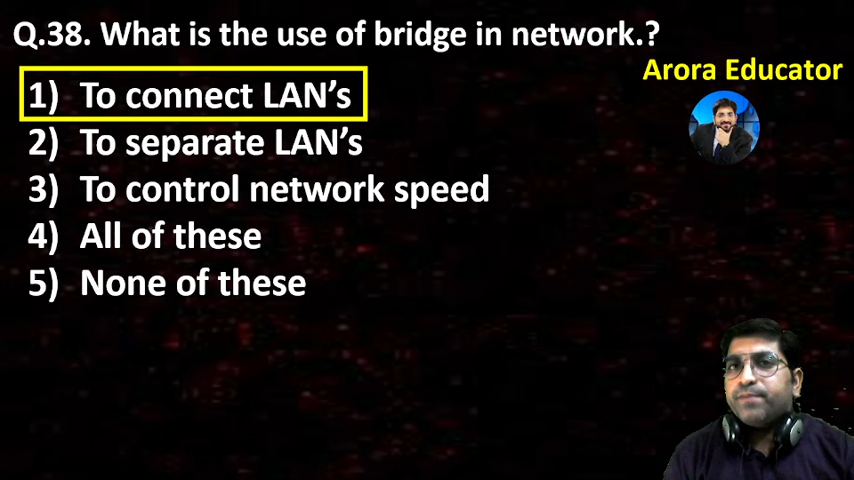 Q.38. What is the use of bridge in network.?
Arora Educator
1) To connect LAN’s
2) To separate LAN’s
3) To control network speed
4) All of these
5) None of these